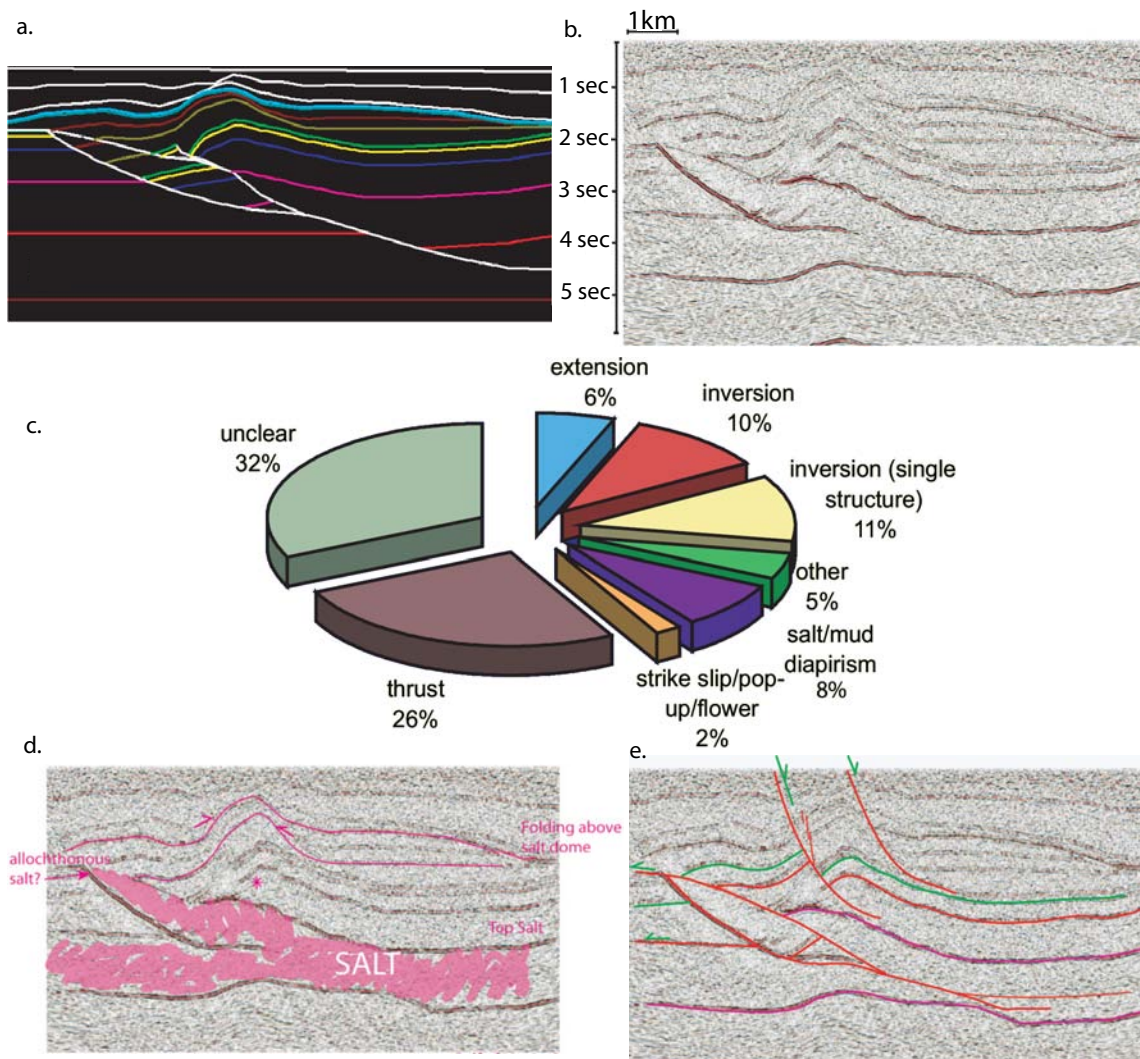 a.
b.
1km
1 sec
2 sec
3 sec
4 sec
5 sec
c.
extension
6%
inversion
10%
inversion (single
structure)
11%
other
5%
salt/mud
diapirism
8%
strike slip/pop-
up/flower
2%
thrust
26%
unclear
32%
d.
allochthonous
salt?
Folding above
salt dome
*
Top Salt
SALT
e.